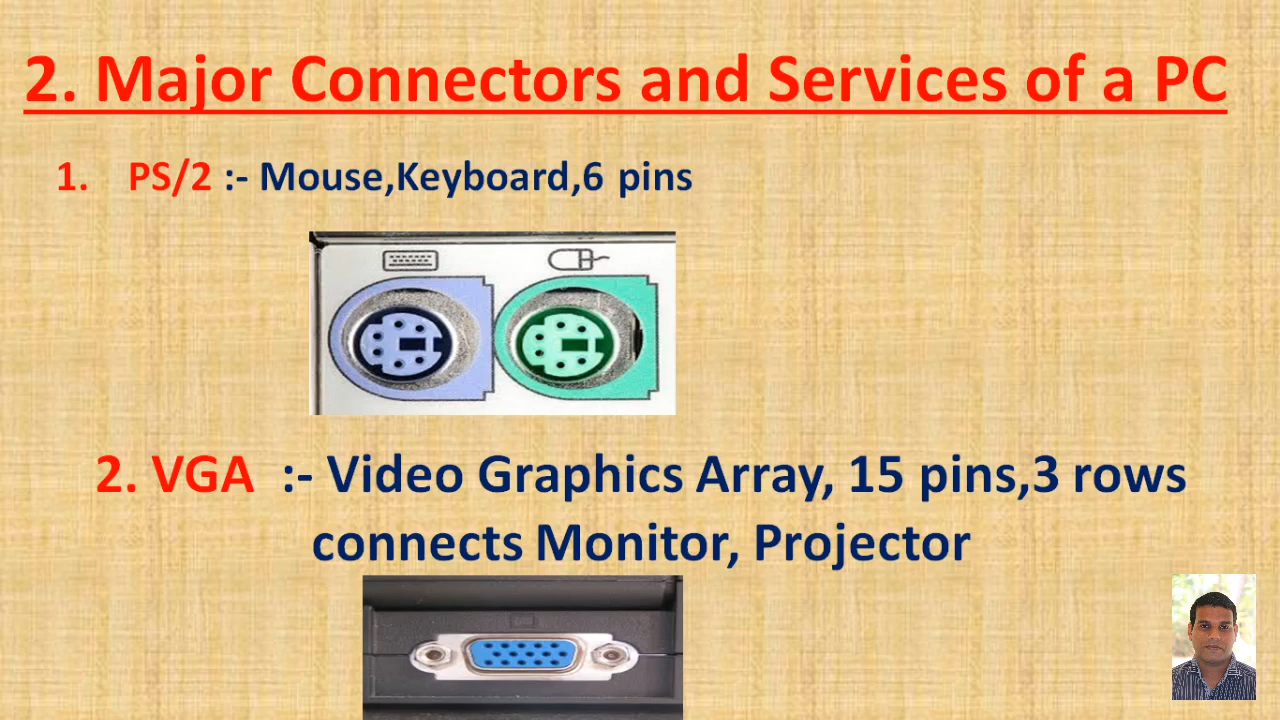 2. Major Connectors and Services of a PC
1. PS/2 :- Mouse,Keyboard,6 pins
2. VGA :- Video Graphics Array, 15 pins,3 rows
connects Monitor, Projector